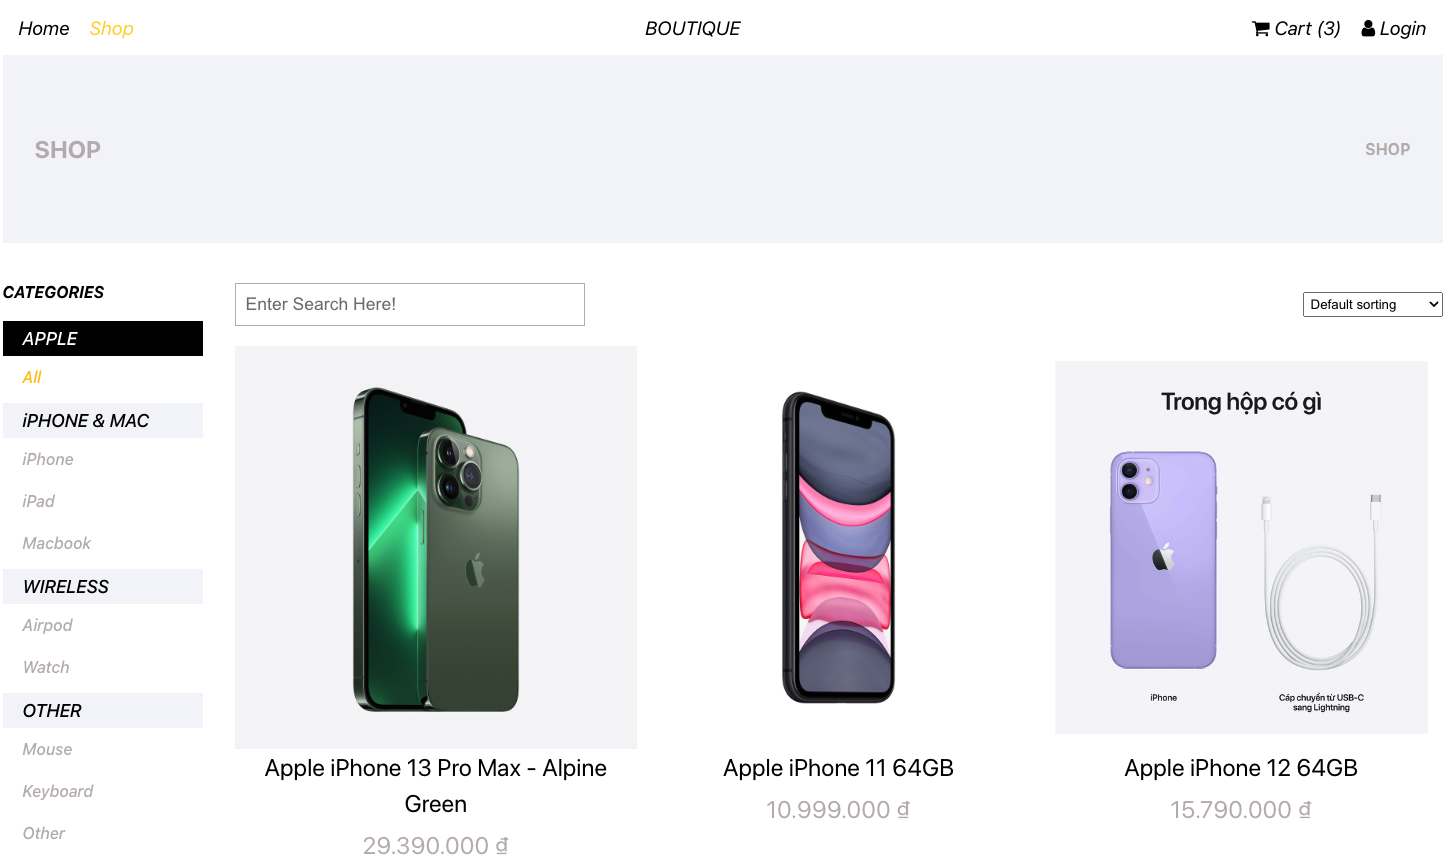 Home Shop BOUTIQUE Cart (3) Login
SHOP SHOP
CATEGORIES
APPLE
All
iPHONE & MAC
iPhone
iPad
Macbook
WIRELESS
Airpod
Watch
OTHER
Mouse
Keyboard
Other
Enter Search Here!
Default sorting
Apple iPhone 13 Pro Max - Alpine
Green
29.390.000 ₫
Apple iPhone 11 64GB
10.999.000 ₫
Trong hộp có gì
iPhone
Cáp chuyển từ USB-C
sang Lightning
Apple iPhone 12 64GB
15.790.000 ₫